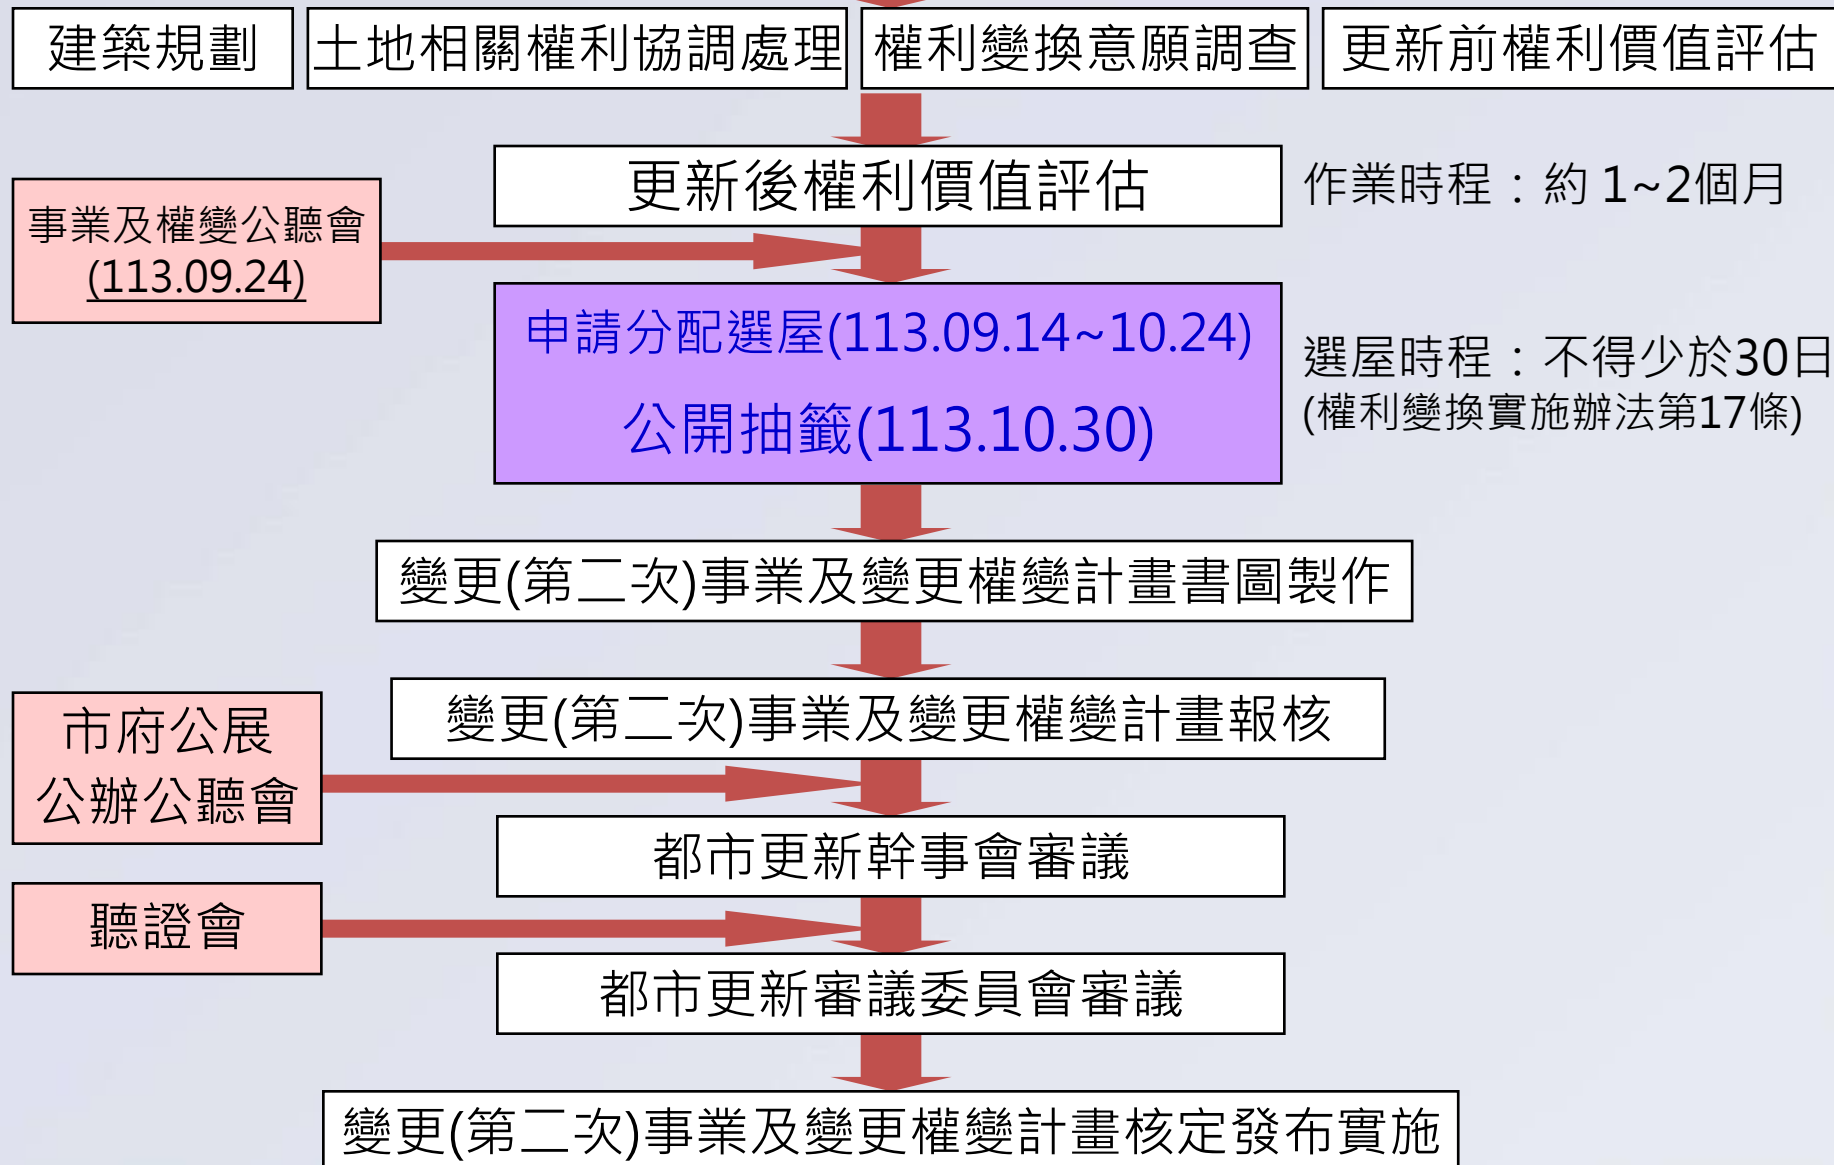 建築規劃
土地相關權利協調處理
權利變換意願調查
更新前權利價值評估
更新後權利價值評估
作業時程：約 1~2個月
事業及權變公聽會
(113.09.24)
申請分配選屋(113.09.14~10.24)
公開抽籤(113.10.30)
選屋時程：不得少於30日
(權利變換實施辦法第17條)
變更(第二次)事業及變更權變計畫書圖製作
變更(第二次)事業及變更權變計畫報核
市府公展
公辦公聽會
都市更新幹事會審議
聽證會
都市更新審議委員會審議
變更(第二次)事業及變更權變計畫核定發布實施